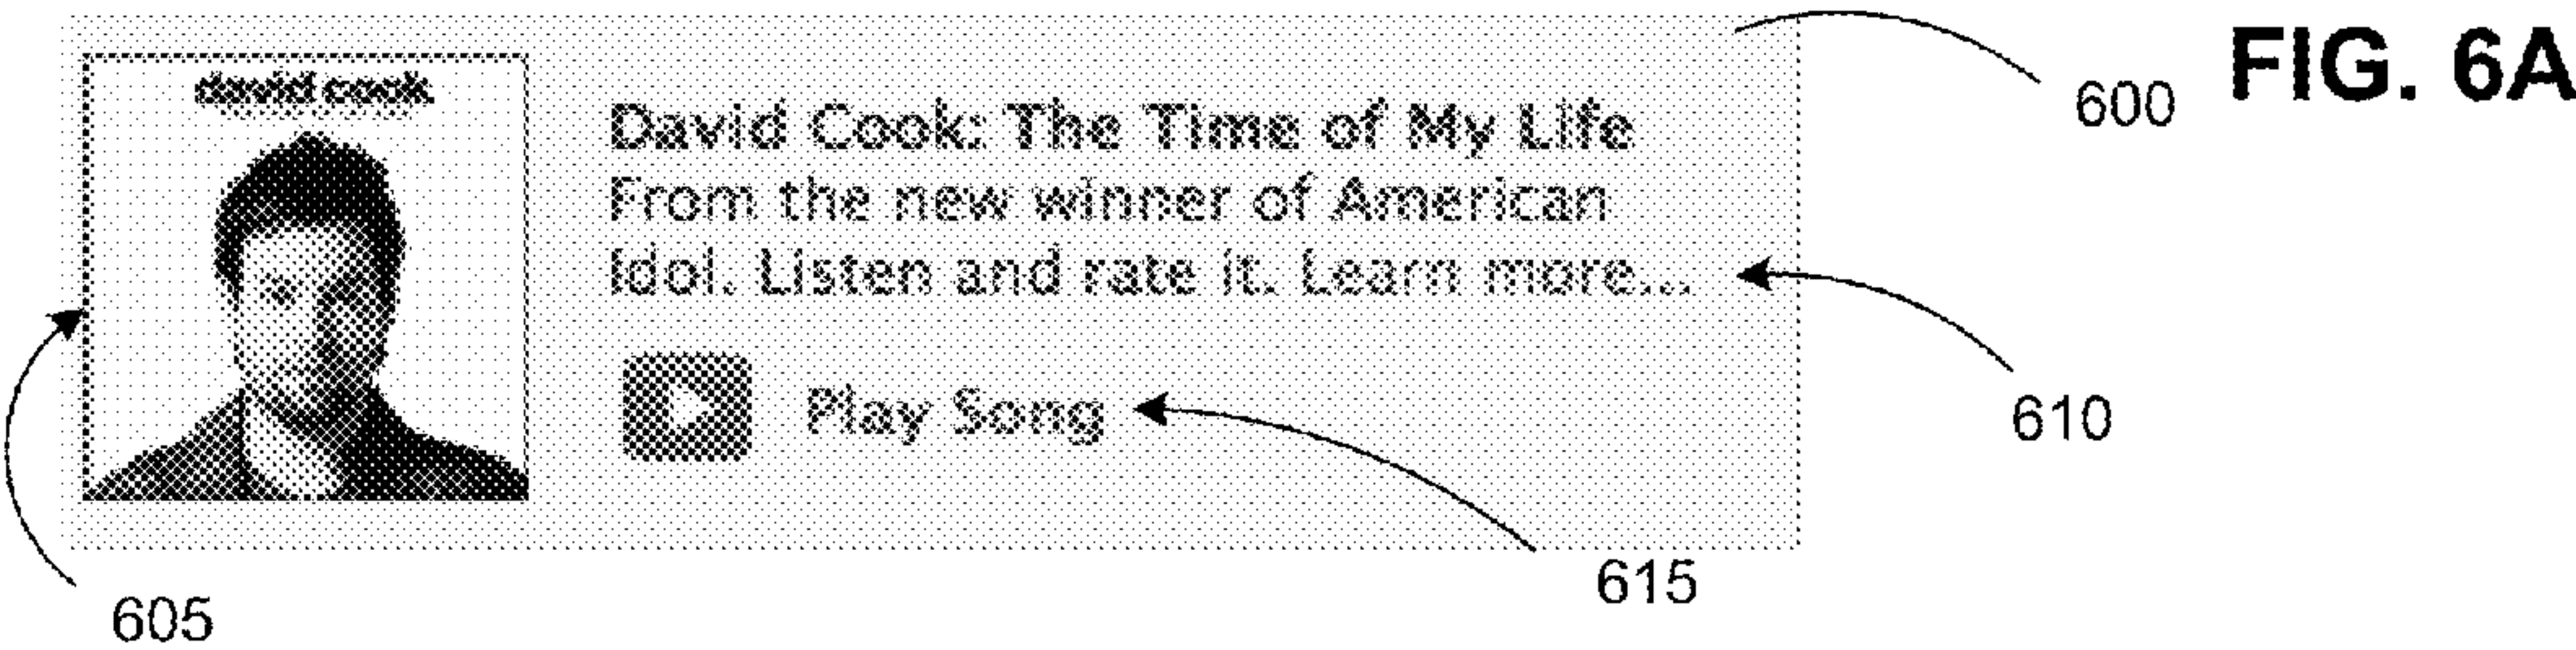 FIG. 6A
600
david cook
David Cook: The Time of My Life
From the new winner of American
Idol. Listen and rate it. Learn more...
610
Play Song
615
605